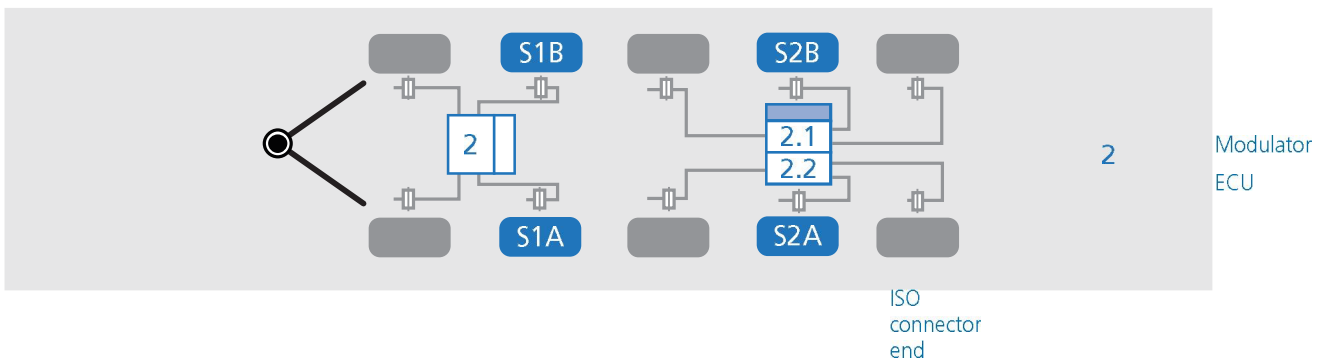 S1B
S2B
2
2.1
2.2
2
Modulator
ECU
S1A
S2A
ISO
connector
end